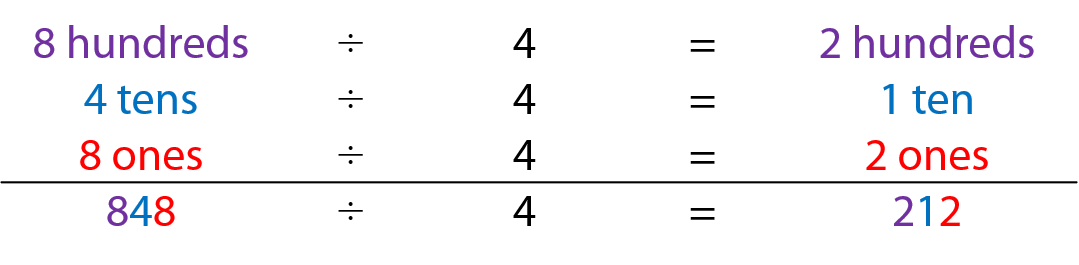 8 hundreds ÷ 4 = 2 hundreds
4 tens ÷ 4 = 1 ten
8 ones ÷ 4 = 2 ones
848 ÷ 4 = 212